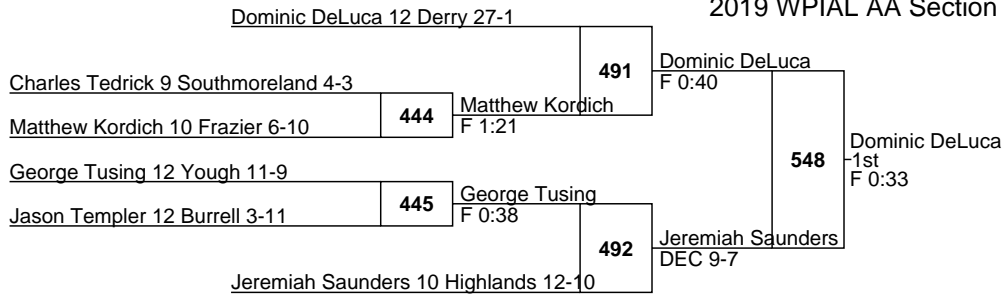 2019 WPIAL AA Section
Dominic DeLuca 12 Derry 27-1
491
Dominic DeLuca
F 0:40
Charles Tedrick 9 Southmoreland 4-3
444
Matthew Kordich
F 1:21
Matthew Kordich 10 Frazier 6-10
548
Dominic DeLuca
1st
F 0:33
George Tusing 12 Yough 11-9
445
George Tusing
F 0:38
Jason Templer 12 Burrell 3-11
492
Jeremiah Saunders
DEC 9-7
Jeremiah Saunders 10 Highlands 12-10